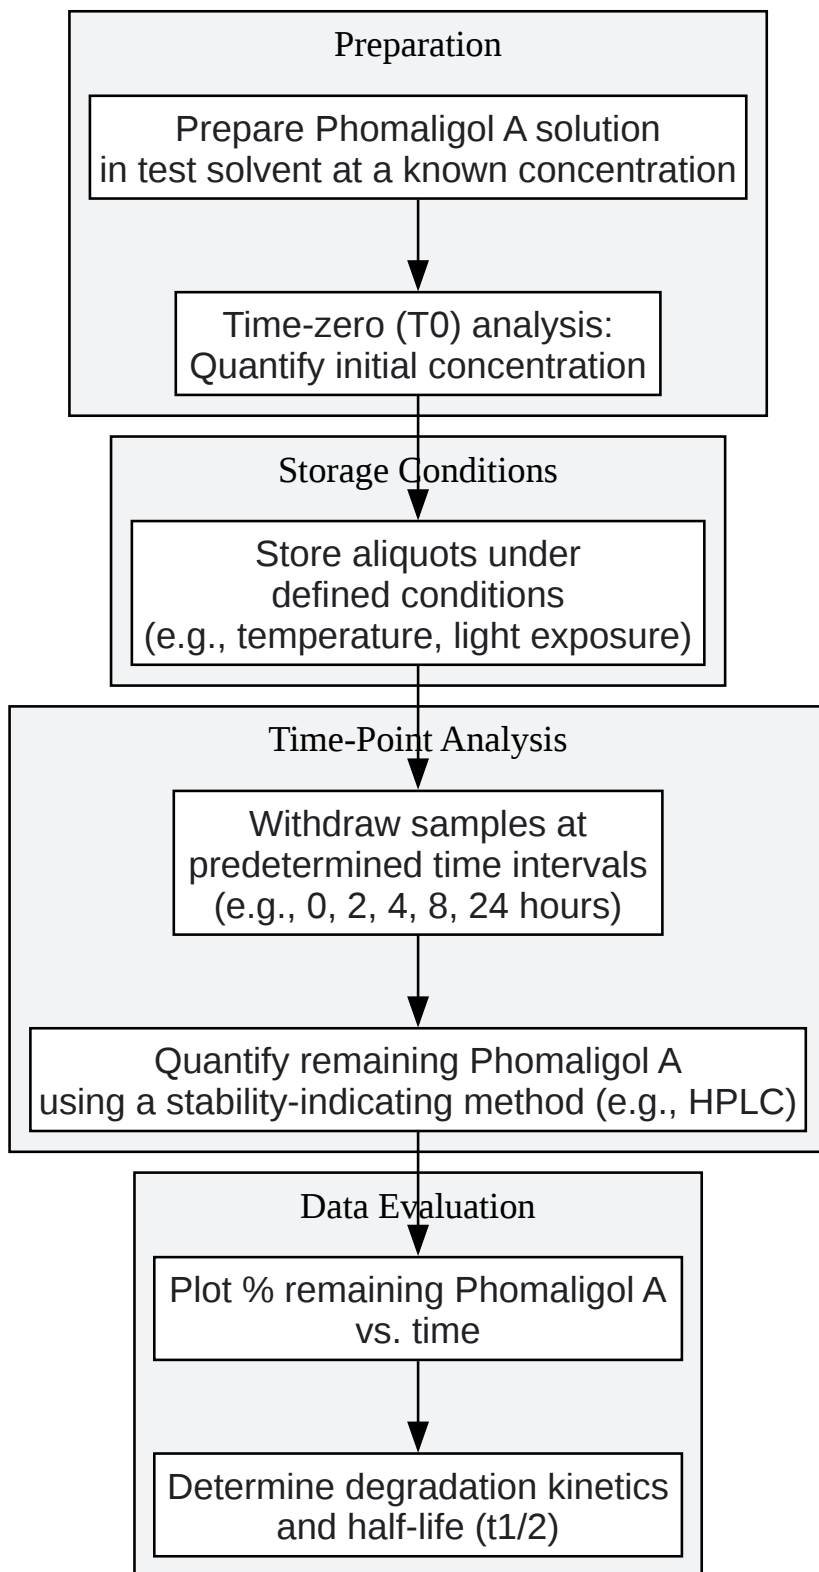 Preparation
Prepare Phomaligol A solution
in test solvent at a known concentration
Time-zero (T0) analysis:
Quantify initial concentration
Storage Conditions
Store aliquots under
defined conditions
(e.g., temperature, light exposure)
Time-Point Analysis
Withdraw samples at
predetermined time intervals
(e.g., 0, 2, 4, 8, 24 hours)
Quantify remaining Phomaligol A
using a stability-indicating method (e.g., HPLC)
Data Evaluation
Plot % remaining Phomaligol A
vs. time
Determine degradation kinetics
and half-life (t1/2)